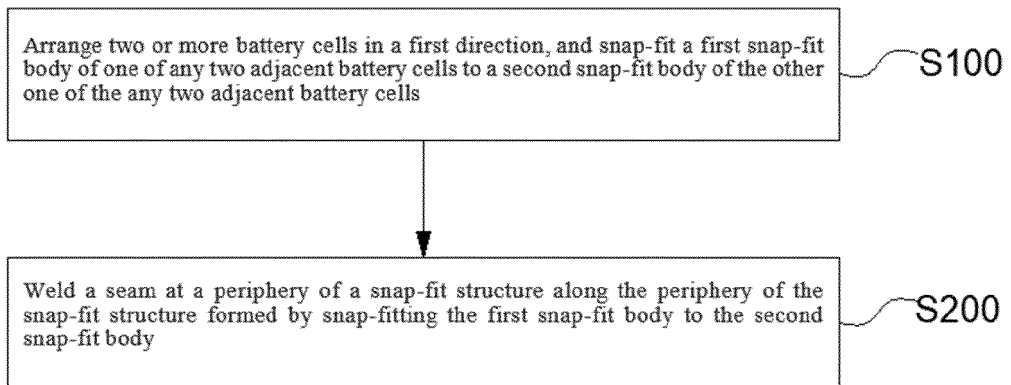 Arrange two or more battery cells in a first direction, and snap-fit a first snap-fit
body of one of any two adjacent battery cells to a second snap-fit body of the other
one of the any two adjacent battery cells
S100
Weld a seam at a periphery of a snap-fit structure along the periphery of the
snap-fit structure formed by snap-fitting the first snap-fit body to the second
snap-fit body
S200